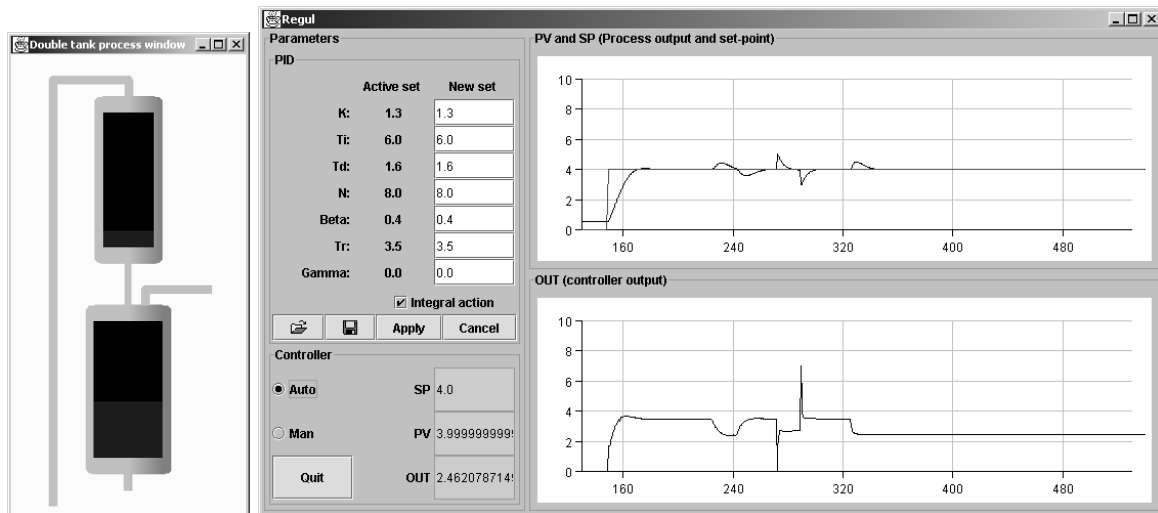 Double tank process window
Regul
Parameters
PID
Active set New set
K: 1.3 1.3
Ti: 6.0 6.0
Td: 1.6 1.6
N: 8.0 8.0
Beta: 0.4 0.4
Tr: 3.5 3.5
Gamma: 0.0 0.0
Integral action
Apply Cancel
Controller
Auto SP 4.0
Man PV 3.999999999
Quit OUT 2.462078714
PV and SP (Process output and set-point)
10
8
6
4
2
0
160 240 320 400 480
OUT (controller output)
10
8
6
4
2
0
160 240 320 400 480